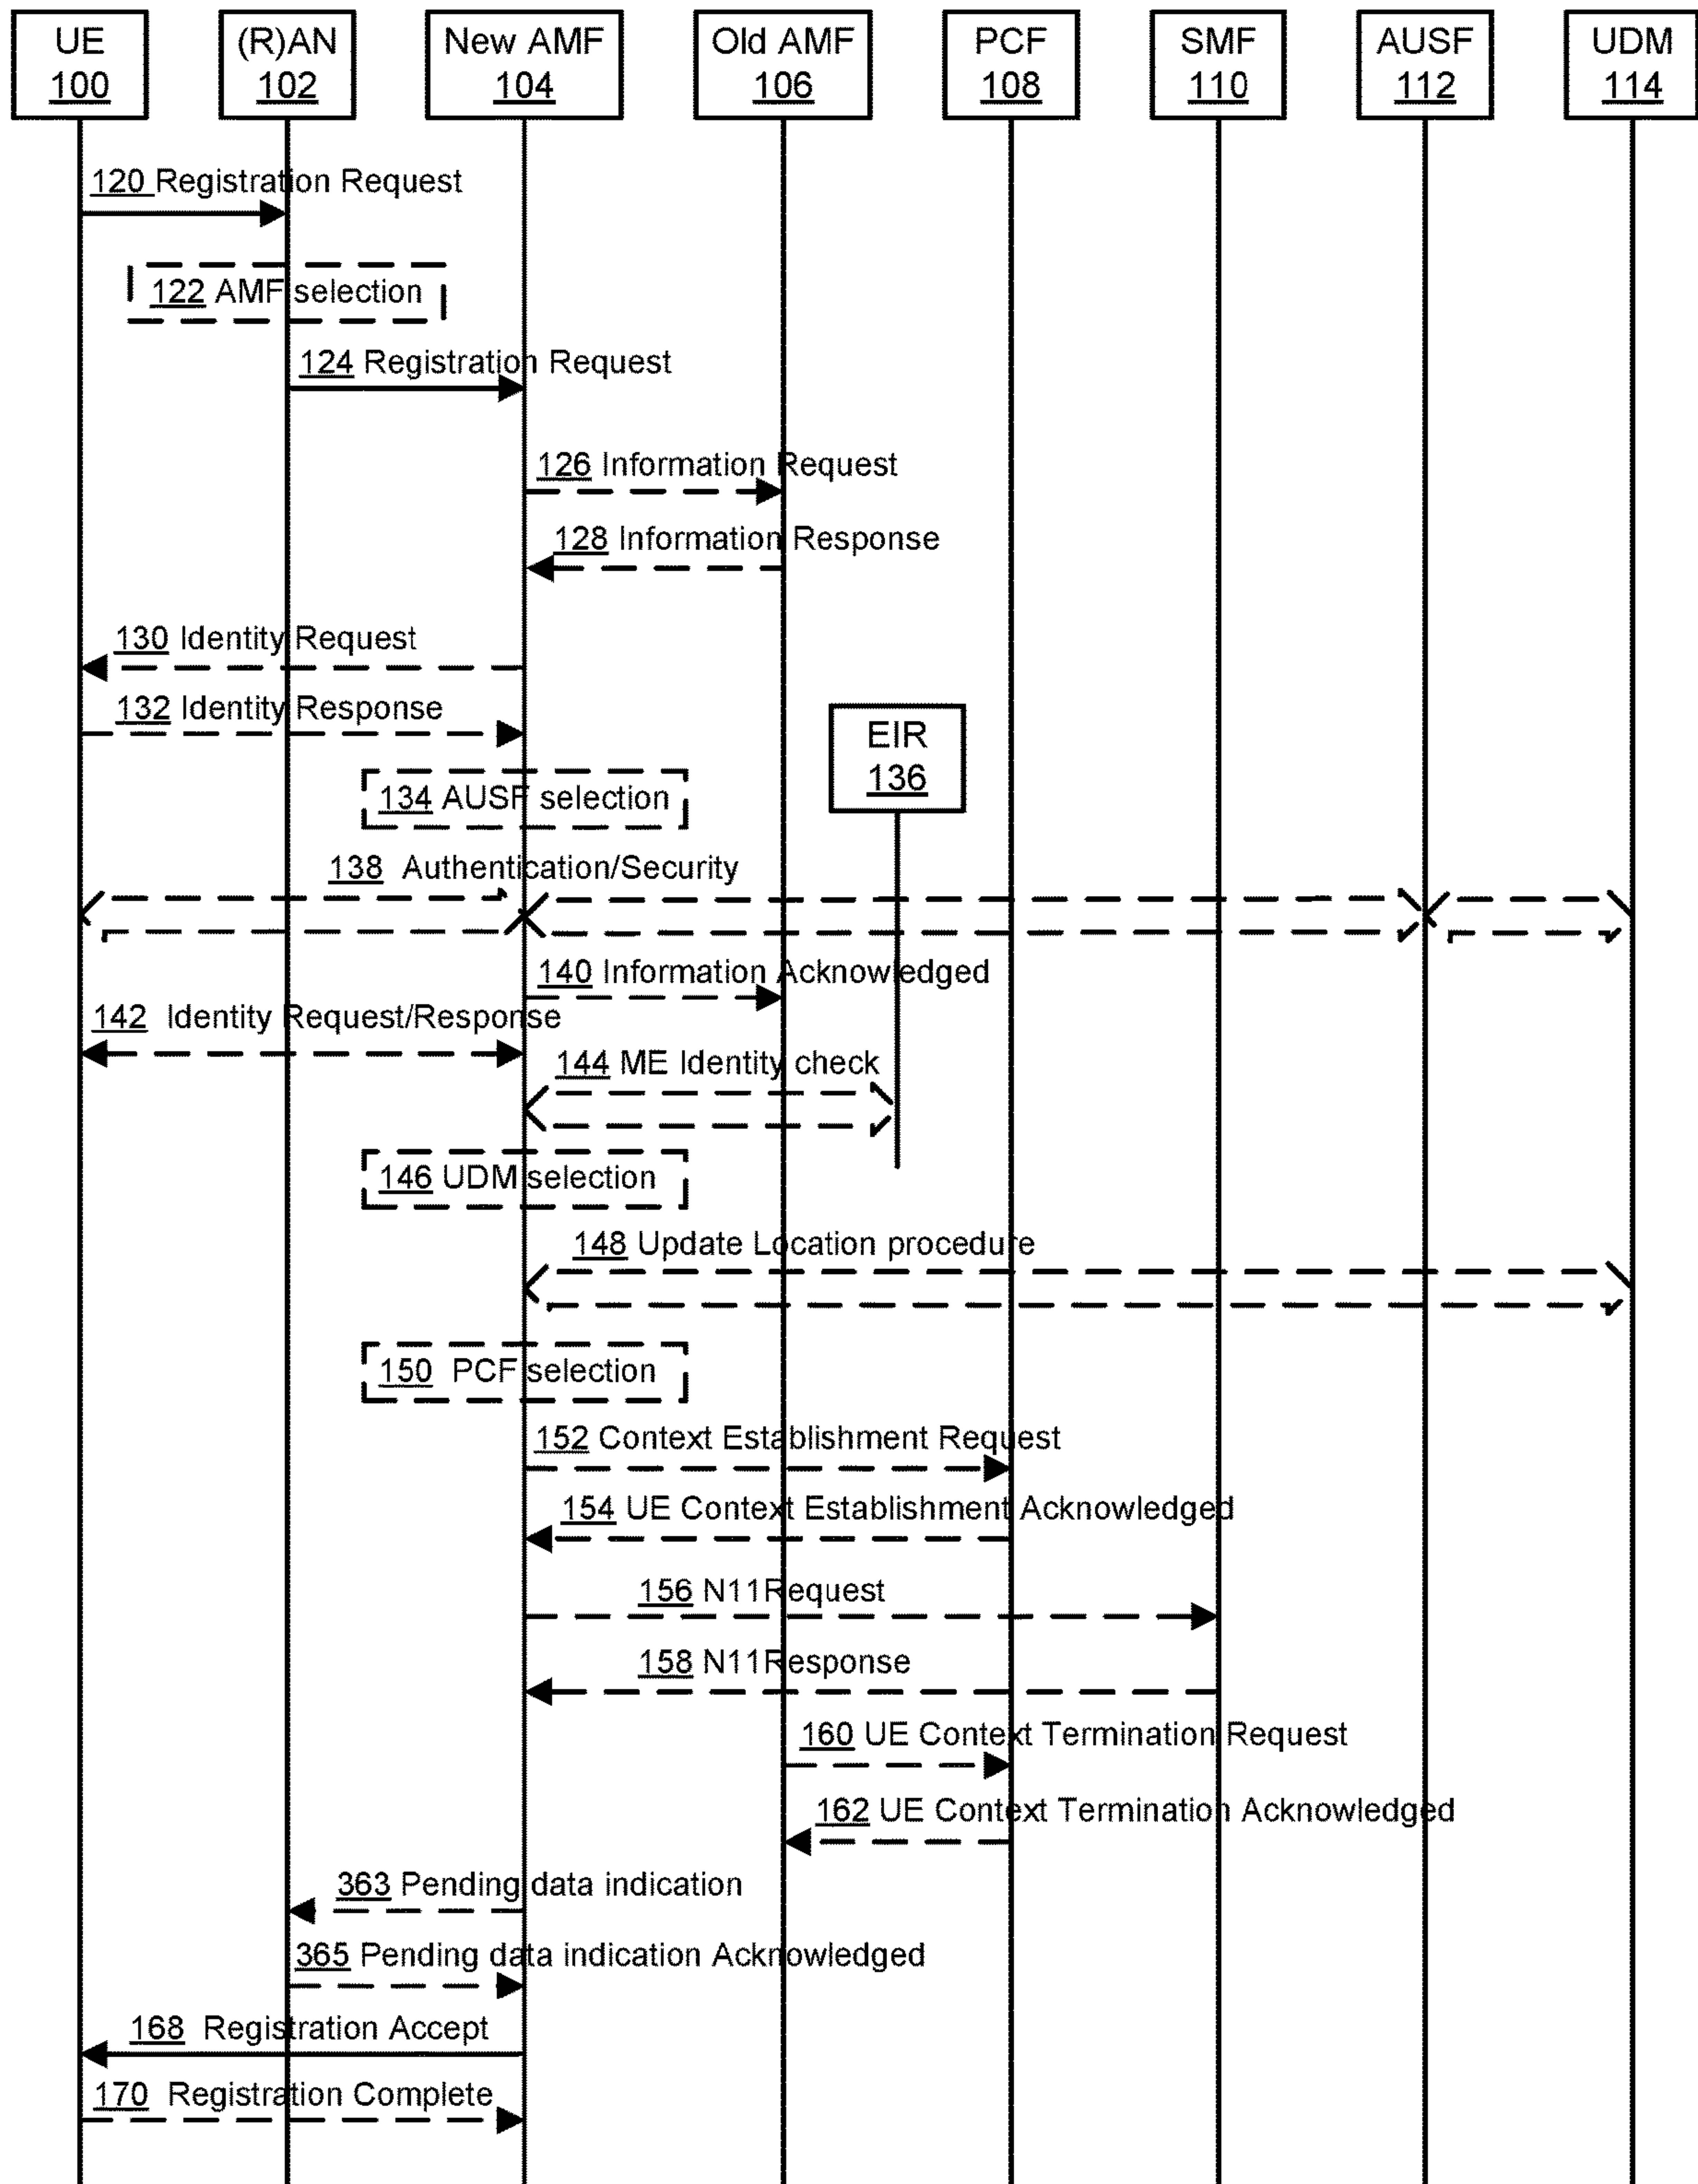 UE
100
(R)AN
102
New AMF
104
Old AMF
106
PCF
108
SMF
110
AUSF
112
UDM
114
120 Registration Request
122 AMF selection
124 Registration Request
126 Information Request
128 Information Response
130 Identity Request
132 Identity Response
EIR
136
134 AUSF selection
138 Authentication/Security
140 Information Acknowledged
142 Identity Request/Response
144 ME Identity check
146 UDM selection
148 Update Location procedure
150 PCF selection
152 Context Establishment Request
154 UE Context Establishment Acknowledged
156 N11Request
158 N11Response
160 UE Context Termination Request
162 UE Context Termination Acknowledged
363 Pending data indication
365 Pending data indication Acknowledged
168 Registration Accept
170 Registration Complete